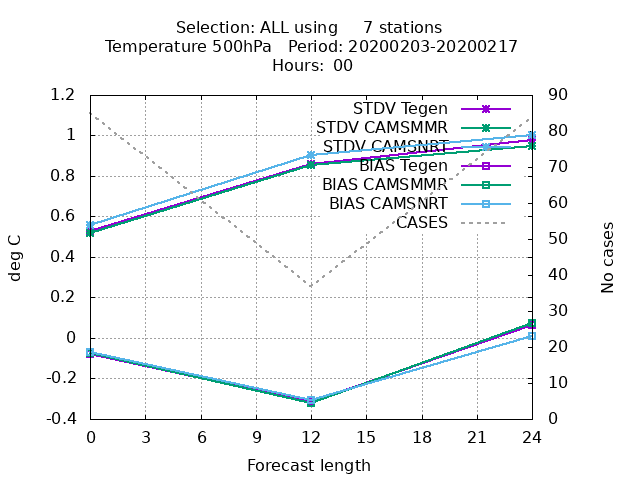 Selection: ALL using     7 stations
Temperature 500hPa   Period: 20200203-20200217
Hours:  00
1.2
1
0.8
0.6
0.4
0.2
0
-0.2
-0.4
deg C
STDV Tegen
STDV CAMSMMR
STDV CAMSNRT
BIAS Tegen
BIAS CAMSMMR
BIAS CAMSNRT
CASES
90
80
70
60
50
40
30
20
10
0
No cases
0 3 6 9 12 15 18 21 24
Forecast length